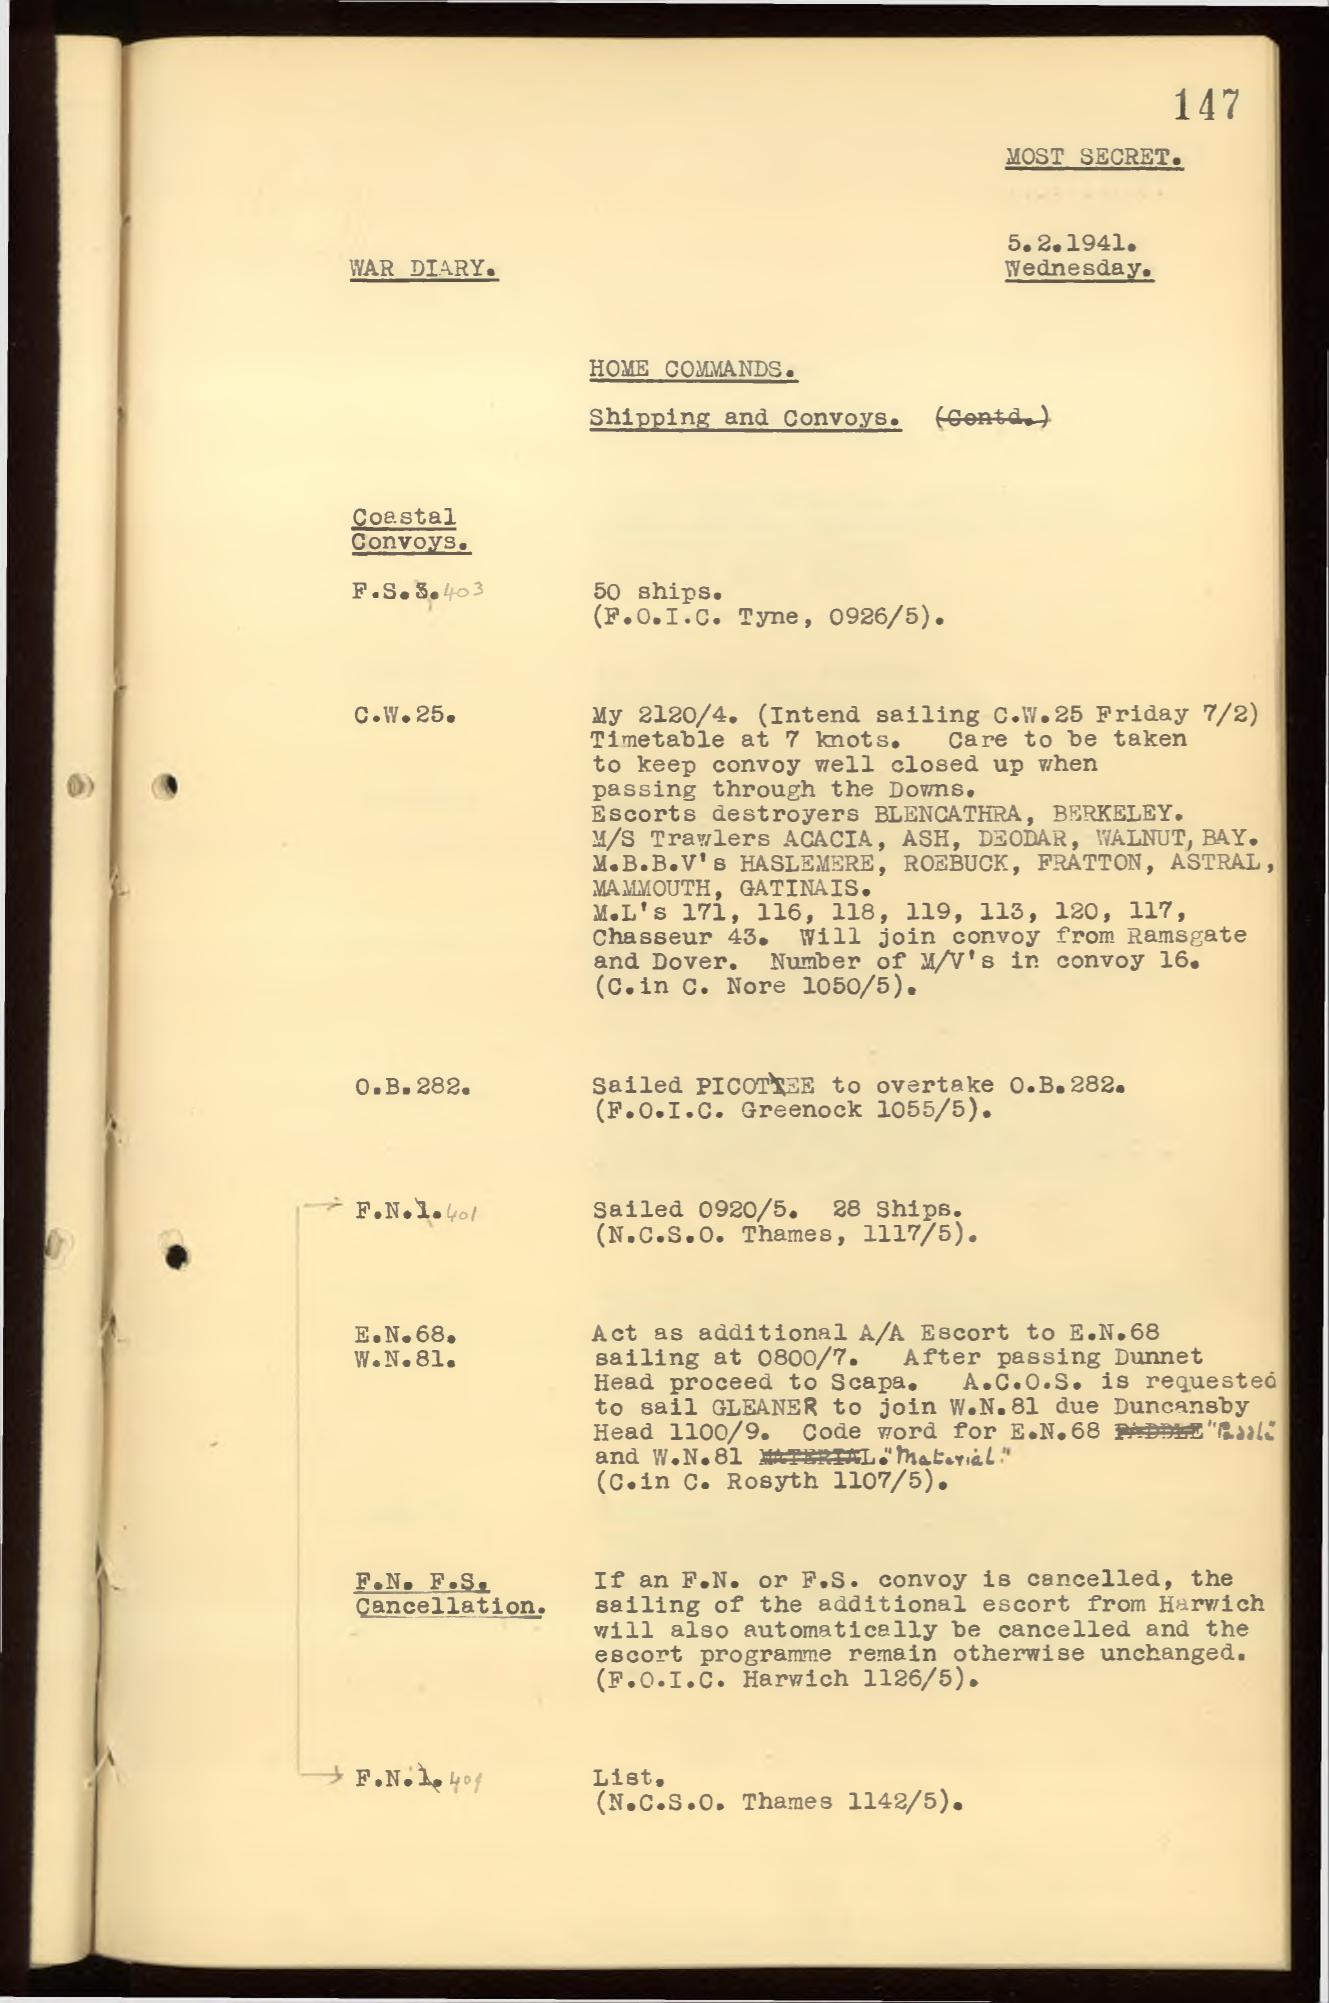 147
MOST SECRET.
5.2.1941.
WAR DIARY.
Wednesday.
HOME COMMANDS.
Shipping and Convoys. (Contd.)
Coastal
Convoys.
F.S.3. 403
50 ships.
(F.O.I.C. Tyne, 0926/5).
C.W.25.
My 2120/4. (Intend sailing C.W.25 Friday 7/2)
Timetable at 7 knots. Care to be taken
to keep convoy well closed up when
passing through the Downs.
Escorts destroyers BLENCATHRA, BERKELEY.
M/S Trawlers ACACIA, ASH, DEODAR, WALNUT, BAY.
M.B.B.V's HASLEMERE, ROEBUCK, FRATTON, ASTRAL,
MAMMOUTH, GATINAIS.
M.L's 171, 116, 118, 119, 113, 120, 117,
Chasseur 43. Will join convoy from Ramsgate
and Dover. Number of M/V's in convoy 16.
(C.in C. Nore 1050/5).
O.B.282.
Sailed PICOTTEE to overtake O.B.282.
(F.O.I.C. Greenock 1055/5).
F.N.1. 401
Sailed 0920/5. 28 Ships.
(N.C.S.O. Thames, 1117/5).
E.N.68.
W.N.81.
Act as additional A/A Escort to E.N.68
sailing at 0800/7. After passing Dunnet
Head proceed to Scapa. A.C.O.S. is requested
to sail GLEANER to join W.N.81 due Duncansby
Head 1100/9. Code word for E.N.68 PADDLE "Paddle"
and W.N.81 MATERIAL. "Material"
(C.in C. Rosyth 1107/5).
F.N. F.S.
Cancellation.
If an F.N. or F.S. convoy is cancelled, the
sailing of the additional escort from Harwich
will also automatically be cancelled and the
escort programme remain otherwise unchanged.
(F.O.I.C. Harwich 1126/5).
F.N.1. 401
List.
(N.C.S.O. Thames 1142/5).